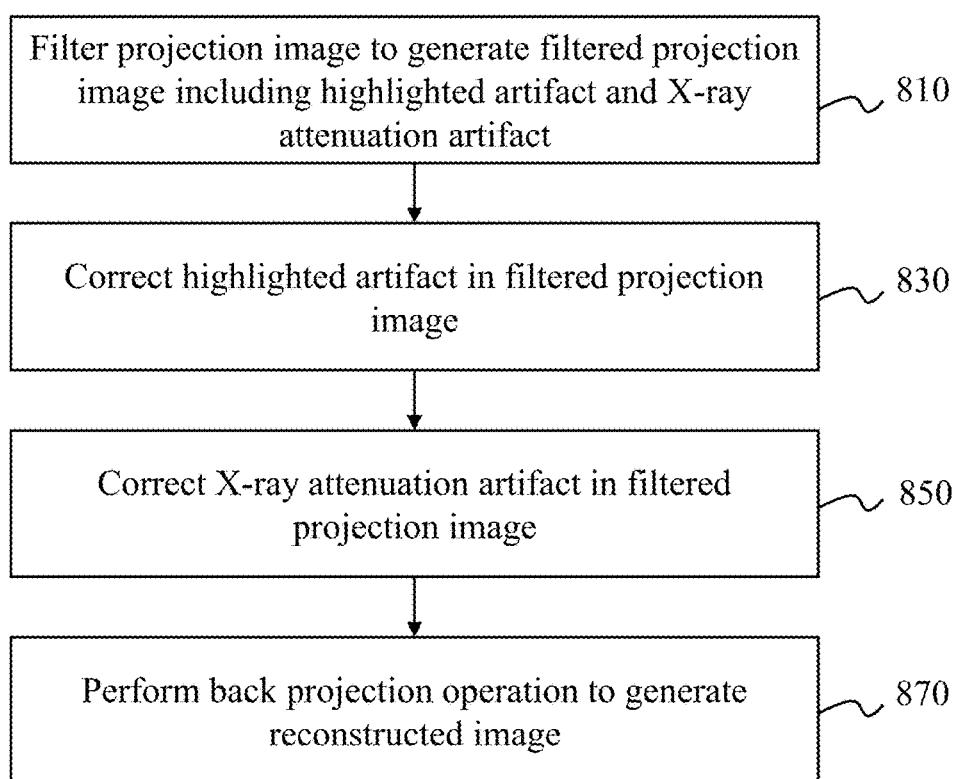 Filter projection image to generate filtered projection
image including highlighted artifact and X-ray
attenuation artifact
810
Correct highlighted artifact in filtered projection
image
830
Correct X-ray attenuation artifact in filtered
projection image
850
Perform back projection operation to generate
reconstructed image
870